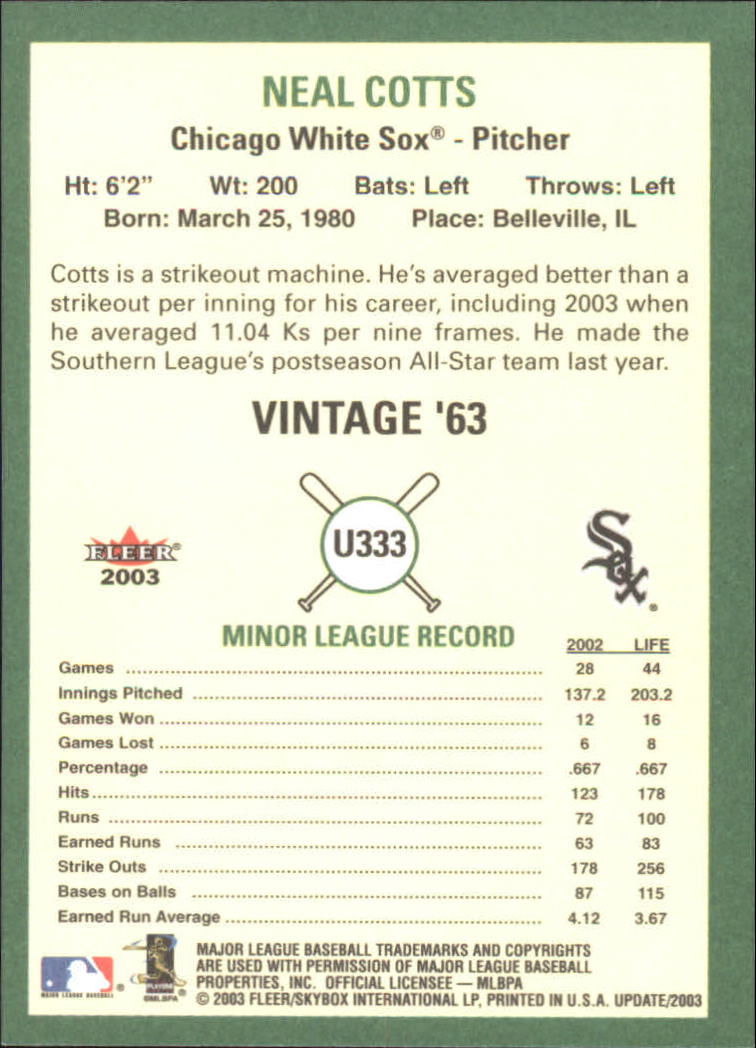 NEAL COTTS
Chicago White Sox® - Pitcher
Ht: 6'2" Wt: 200 Bats: Left Throws: Left
Born: March 25, 1980 Place: Belleville, IL
Cotts is a strikeout machine. He's averaged better than a
strikeout per inning for his career, including 2003 when
he averaged 11.04 Ks per nine frames. He made the
Southern League's postseason All-Star team last year.
VINTAGE '63
FLEER®
2003
U333
Sox®
MINOR LEAGUE RECORD 2002 LIFE
Games 28 44
Innings Pitched 137.2 203.2
Games Won 12 16
Games Lost 6 8
Percentage .667 .667
Hits 123 178
Runs 72 100
Earned Runs 63 83
Strike Outs 178 256
Bases on Balls 87 115
Earned Run Average 4.12 3.67
MAJOR LEAGUE BASEBALL ®
PLAYERS
©MLBPA ®
MAJOR LEAGUE BASEBALL TRADEMARKS AND COPYRIGHTS
ARE USED WITH PERMISSION OF MAJOR LEAGUE BASEBALL
PROPERTIES, INC. OFFICIAL LICENSEE — MLBPA
© 2003 FLEER/SKYBOX INTERNATIONAL LP, PRINTED IN U.S.A. UPDATE/2003